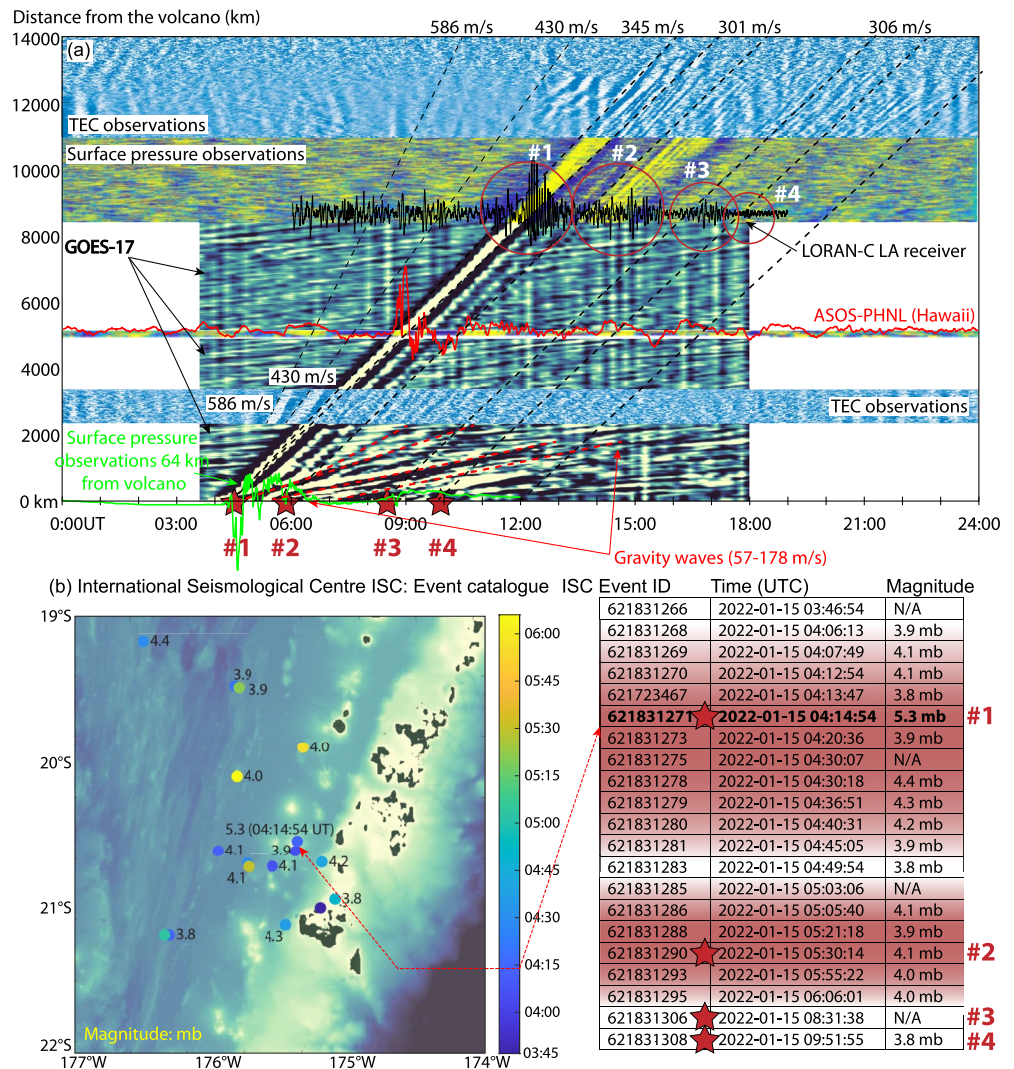 Distance from the volcano (km)
586 m/s 430 m/s 345 m/s 301 m/s 306 m/s
14000
(a)
12000
TEC observations
10000
Surface pressure observations
#1 #2 #3 #4
8000
GOES-17
LORAN-C LA receiver
6000
ASOS-PHNL (Hawaii)
4000
430 m/s
586 m/s
TEC observations
2000
Surface pressure
observations 64 km
from volcano
0 km
0:00UT 03:00 06:00 09:00 12:00 15:00 18:00 21:00 24:00
#1 #2 #3 #4
Gravity waves (57-178 m/s)
(b) International Seismological Centre ISC: Event catalogue
19°S
20°S
21°S
22°S
177°W 176°W 175°W 174°W
4.4
3.9
3.9
4.0
4.0
5.3 (04:14:54 UT)
4.1 3.9 4.2
4.1 4.1
3.8
4.3
3.8
Magnitude: mb
06:00
05:45
05:30
05:15
05:00
04:45
04:30
04:15
04:00
03:45
ISC Event ID Time (UTC) Magnitude
621831266 2022-01-15 03:46:54 N/A
621831268 2022-01-15 04:06:13 3.9 mb
621831269 2022-01-15 04:07:49 4.1 mb
621831270 2022-01-15 04:12:54 4.1 mb
621723467 2022-01-15 04:13:47 3.8 mb
621831271 2022-01-15 04:14:54 5.3 mb #1
621831273 2022-01-15 04:20:36 3.9 mb
621831275 2022-01-15 04:30:07 N/A
621831278 2022-01-15 04:30:18 4.4 mb
621831279 2022-01-15 04:36:51 4.3 mb
621831280 2022-01-15 04:40:31 4.2 mb
621831281 2022-01-15 04:45:05 3.9 mb
621831283 2022-01-15 04:49:54 3.8 mb
621831285 2022-01-15 05:03:06 N/A
621831286 2022-01-15 05:05:40 4.1 mb
621831288 2022-01-15 05:21:18 3.9 mb
621831290 2022-01-15 05:30:14 4.1 mb #2
621831293 2022-01-15 05:55:22 4.0 mb
621831295 2022-01-15 06:06:01 4.0 mb
621831306 2022-01-15 08:31:38 N/A #3
621831308 2022-01-15 09:51:55 3.8 mb #4